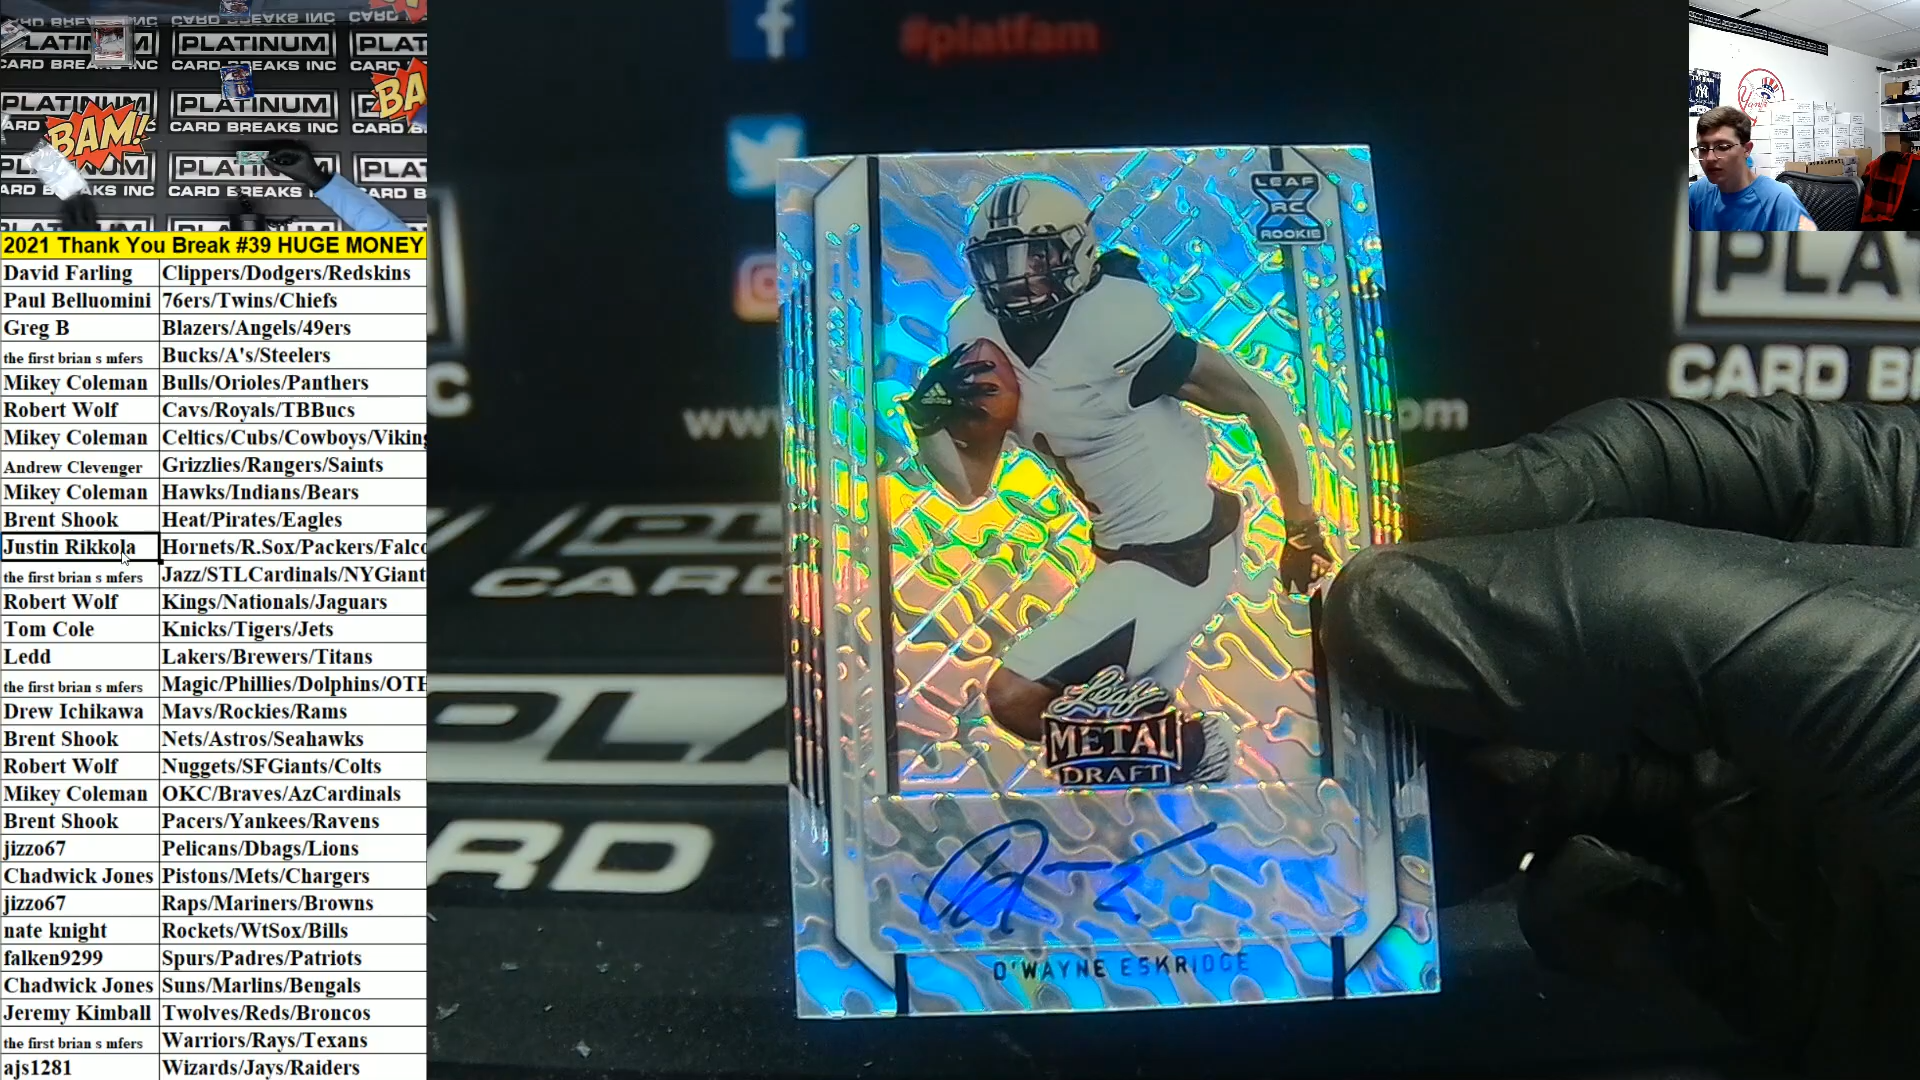 PLATINUM
CARD BREAKS INC
BAM!
2021 Thank You Break #39 HUGE MONEY
David Farling Clippers/Dodgers/Redskins
Paul Belluomini 76ers/Twins/Chiefs
Greg B Blazers/Angels/49ers
the first brian s mfers Bucks/A's/Steelers
Mikey Coleman Bulls/Orioles/Panthers
Robert Wolf Cavs/Royals/TBBucs
Mikey Coleman Celtics/Cubs/Cowboys/Viking
Andrew Clevenger Grizzlies/Rangers/Saints
Mikey Coleman Hawks/Indians/Bears
Brent Shook Heat/Pirates/Eagles
Justin Rikkola Hornets/R.Sox/Packers/Falco
the first brian s mfers Jazz/STLCardinals/NYGiant
Robert Wolf Kings/Nationals/Jaguars
Tom Cole Knicks/Tigers/Jets
Ledd Lakers/Brewers/Titans
the first brian s mfers Magic/Phillies/Dolphins/OTH
Drew Ichikawa Mavs/Rockies/Rams
Brent Shook Nets/Astros/Seahawks
Robert Wolf Nuggets/SFGiants/Colts
Mikey Coleman OKC/Braves/AzCardinals
Brent Shook Pacers/Yankees/Ravens
jizzo67 Pelicans/Dbags/Lions
Chadwick Jones Pistons/Mets/Chargers
jizzo67 Raps/Mariners/Browns
nate knight Rockets/WtSox/Bills
falken9299 Spurs/Padres/Patriots
Chadwick Jones Suns/Marlins/Bengals
Jeremy Kimball Twolves/Reds/Broncos
the first brian s mfers Warriors/Rays/Texans
ajs1281 Wizards/Jays/Raiders
#platfam
LEAF
RC
ROOKIE
Leaf
METAL
DRAFT
D'WAYNE ESKRIDGE
www.
om
PLA
CARD B
CARD
PLA
RD